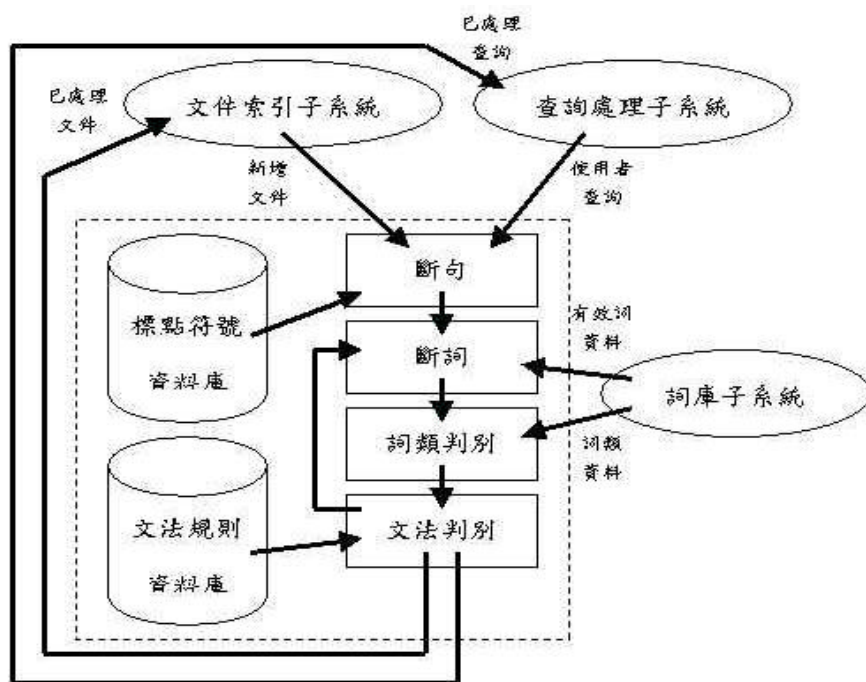 已處理
查詢
已處理
文件
文件索引子系統
查詢處理子系統
新增
文件
使用者
查詢
斷句
標點符號
資料庫
斷詞
有效詞
資料
詞庫子系統
詞類判別
詞類
資料
文法規則
資料庫
文法判別